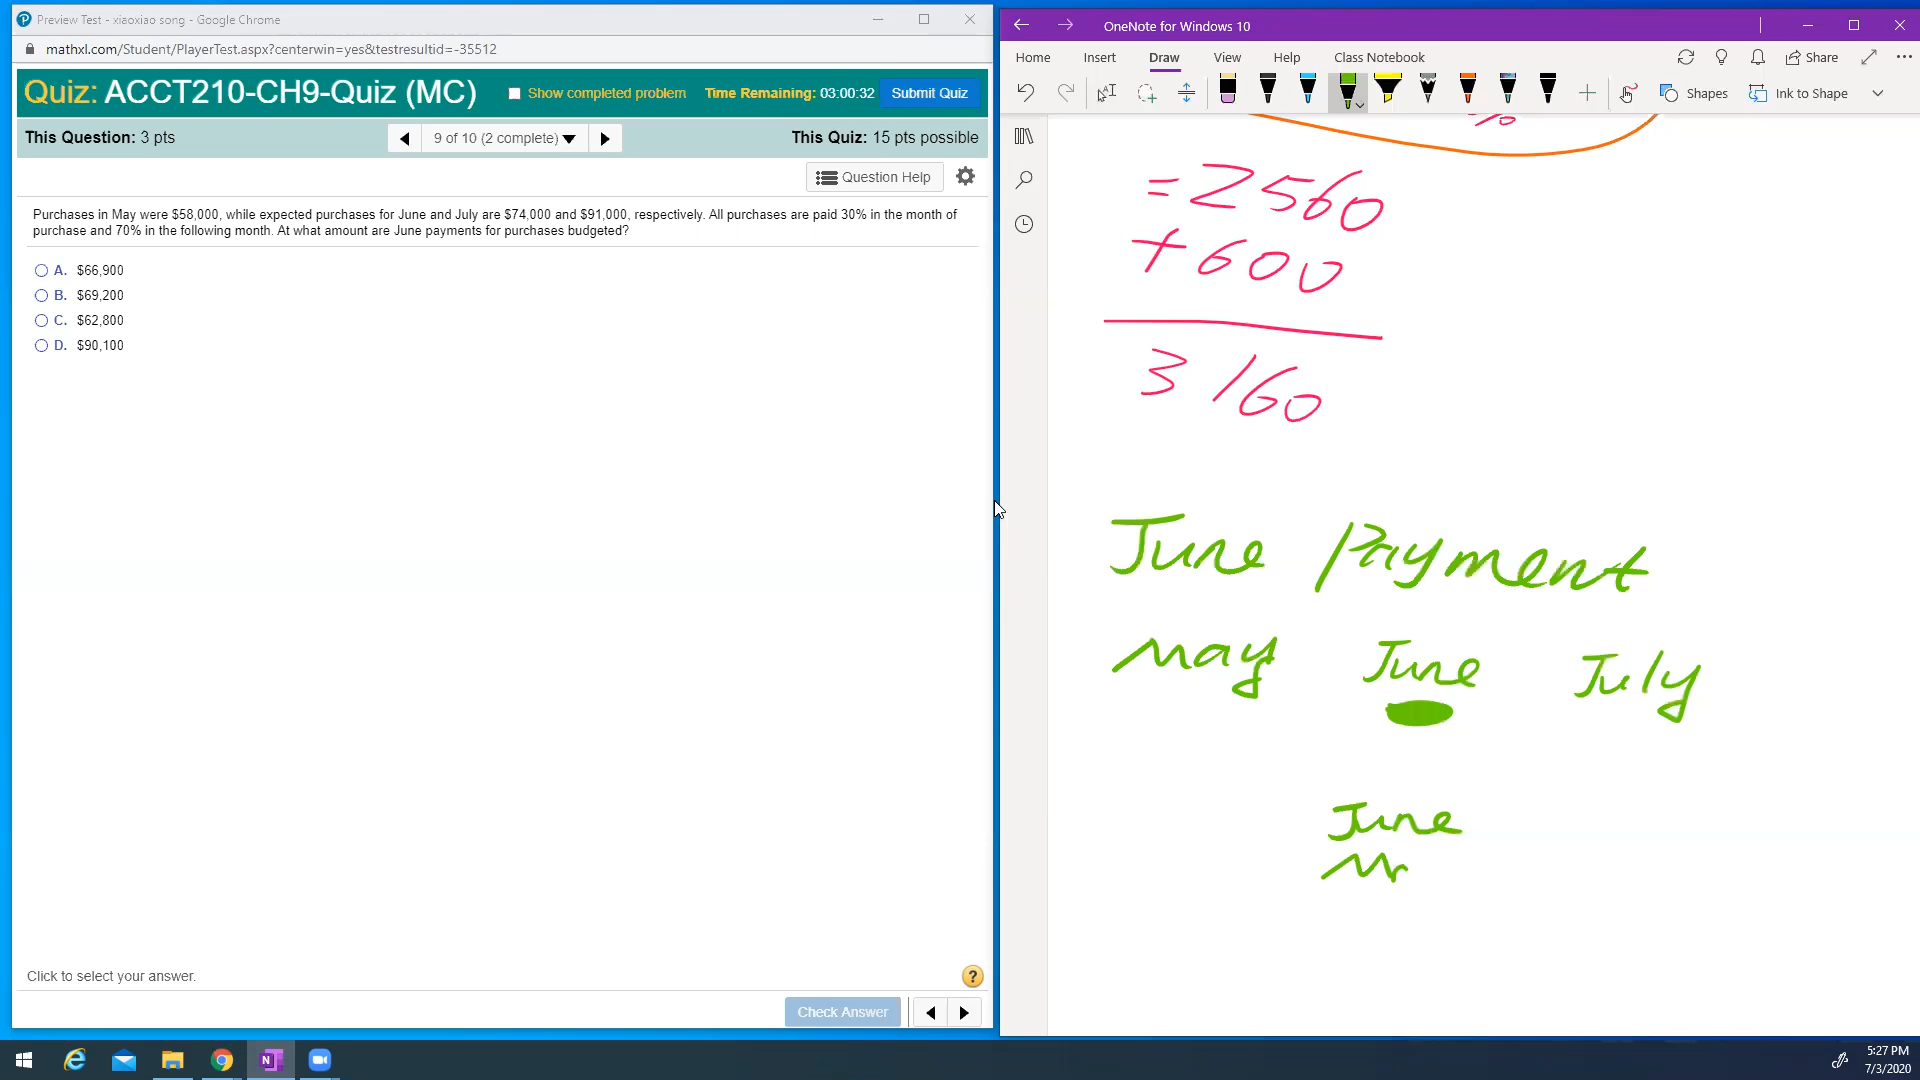 Preview Test - xiaoxiao song - Google Chrome
mathxl.com/Student/PlayerTest.aspx?centerwin=yes&testresultid=-35512
Quiz: ACCT210-CH9-Quiz (MC)
Show completed problem
Time Remaining: 03:00:32
Submit Quiz
This Question: 3 pts
9 of 10 (2 complete)
This Quiz: 15 pts possible
Question Help
Purchases in May were $58,000, while expected purchases for June and July are $74,000 and $91,000, respectively. All purchases are paid 30% in the month of
purchase and 70% in the following month. At what amount are June payments for purchases budgeted?
A. $66,900
B. $69,200
C. $62,800
D. $90,100
Click to select your answer.
?
Check Answer
OneNote for Windows 10
Home Insert Draw View Help Class Notebook
Share
Shapes
Ink to Shape
%
=2560
+600
3160
June Payment
May June July
June
5:27 PM
7/3/2020